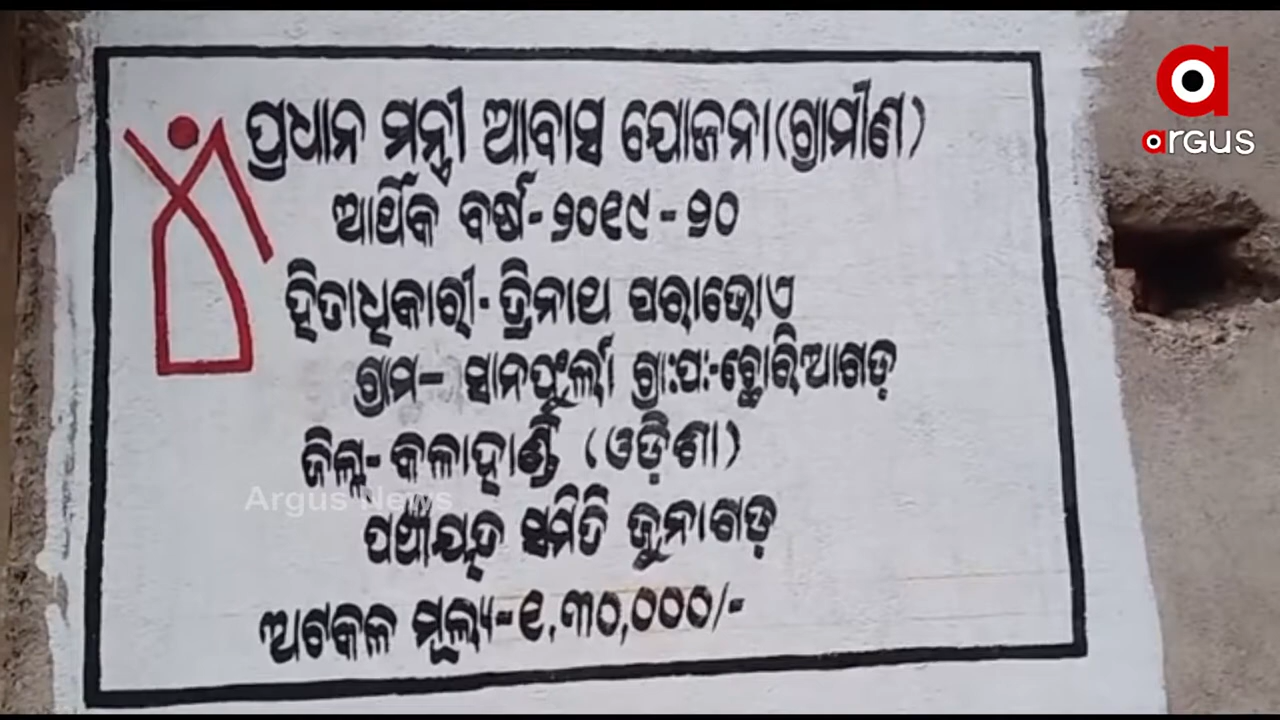 ପ୍ରଧାନ ମନ୍ତ୍ରୀ ଆବାସ ଯୋଜନା(ଗ୍ରାମୀଣ)
ଆର୍ଥିକ ବର୍ଷ-୨୦୧୯-୨୦
ହିତାଧିକାରୀ- ତ୍ରିନାଥ ପରାଭୋଏ
ଗ୍ରାମ- ସାନଫୁର୍ଲା ଗ୍ରା:ପ:-ଚୋରିଆଗଡ଼
ଜିଲ୍ଲା- କଳାହାଣ୍ଡି (ଓଡ଼ିଶା)
ପଞ୍ଚାୟତ ସମିତି ଜୁନାଗଡ଼
ଅଟକଳ ମୂଲ୍ୟ-୧,୩୦,୦୦୦/-
argus
Argus News